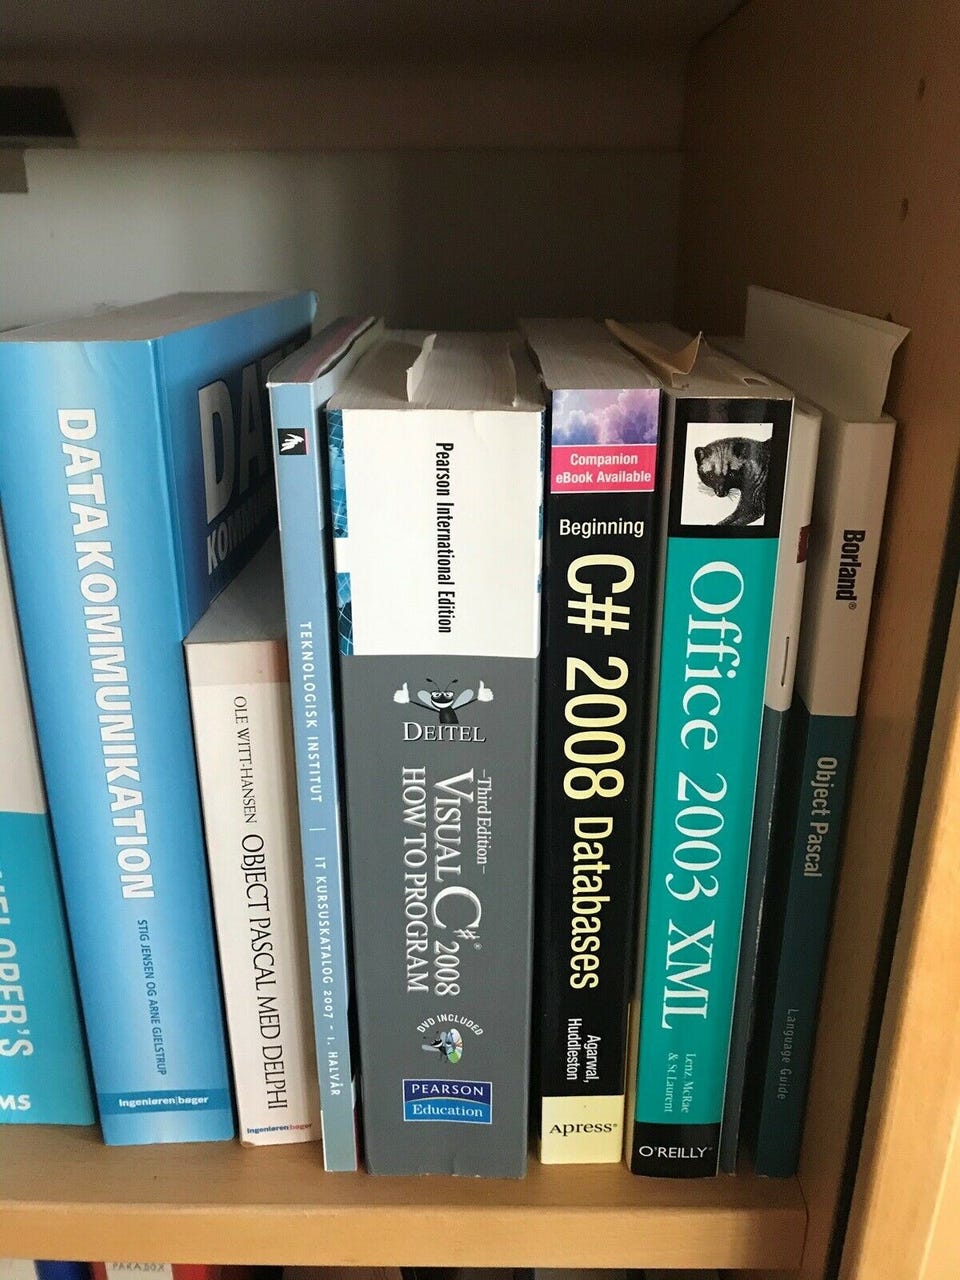 DATAKOMMUNIKATION
STIG JENSEN OG ARNE GJELSTRUP
ingeniøren|bøger
OLE WITT-HANSEN OBJECT PASCAL MED DELPHI
ingeniøren|bøger
TEKNOLOGISK INSTITUT | IT KURSUSKATALOG 2007 - 1. HALVÅR
Pearson International Edition
DEITEL
–Third Edition–
VISUAL C#® 2008
HOW TO PROGRAM
DVD INCLUDED
PEARSON
Education
Companion
eBook Available
Beginning
C# 2008 Databases
Agarwal,
Huddleston
Apress®
Office 2003 XML
Lenz, McRae
& St.Laurent
O'REILLY®
Borland®
Object Pascal
Language Guide
PARADOX